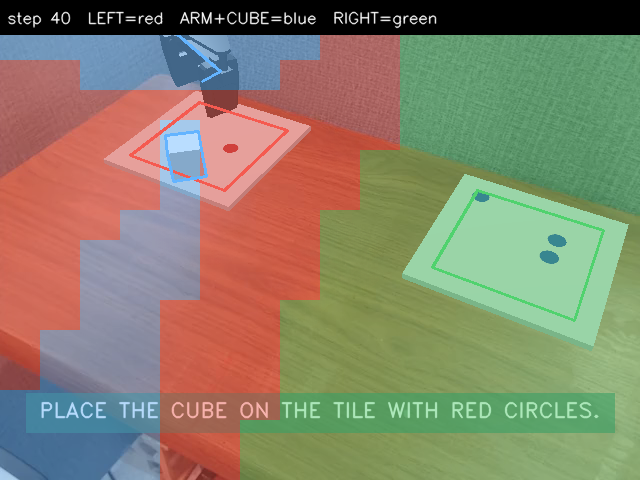 step 40 LEFT=red ARM+CUBE=blue RIGHT=green
PLACE THE CUBE ON THE TILE WITH RED CIRCLES.